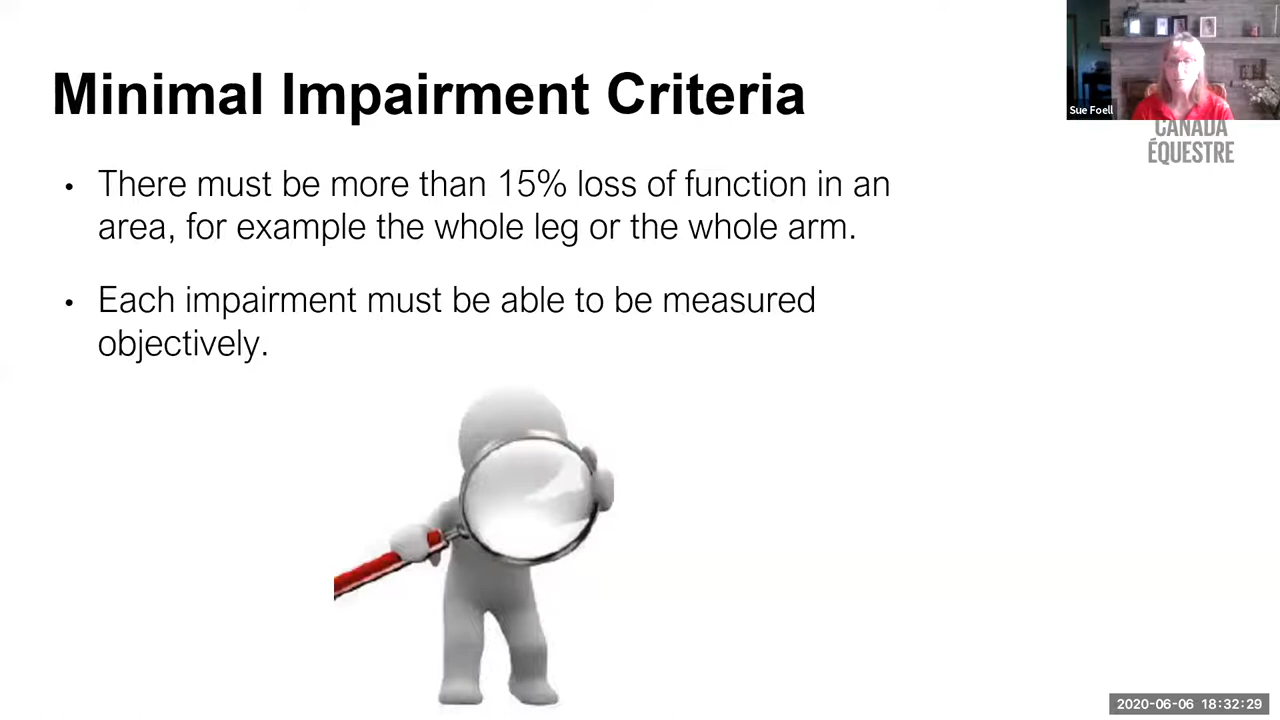 Minimal Impairment Criteria
Sue Foell
CANADA
ÉQUESTRE
• There must be more than 15% loss of function in an
area, for example the whole leg or the whole arm.
• Each impairment must be able to be measured
objectively.
2020-06-06 18:32:29